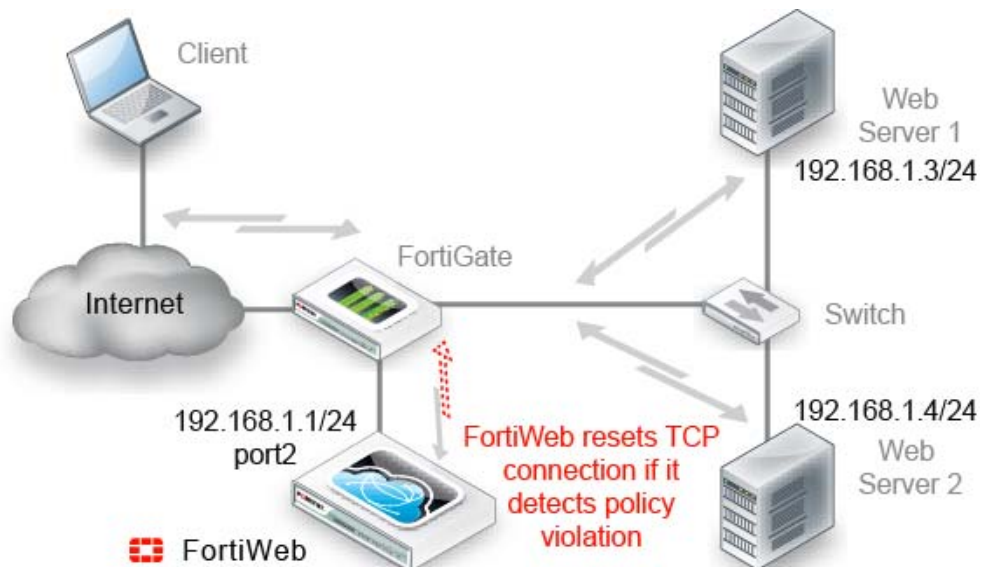 Client
Web
Server 1
192.168.1.3/24
FortiGate
Internet
Switch
192.168.1.1/24
port2
FortiWeb resets TCP
connection if it
detects policy
violation
192.168.1.4/24
Web
Server 2
FortiWeb